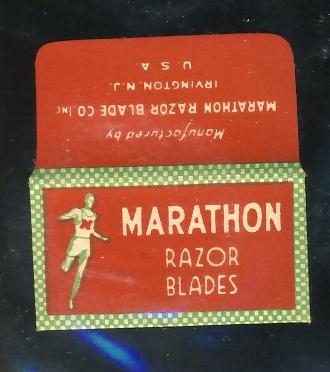 Manufactured by
MARATHON RAZOR BLADE CO. Inc
IRVINGTON, N.J.
U. S. A
MARATHON
RAZOR
BLADES